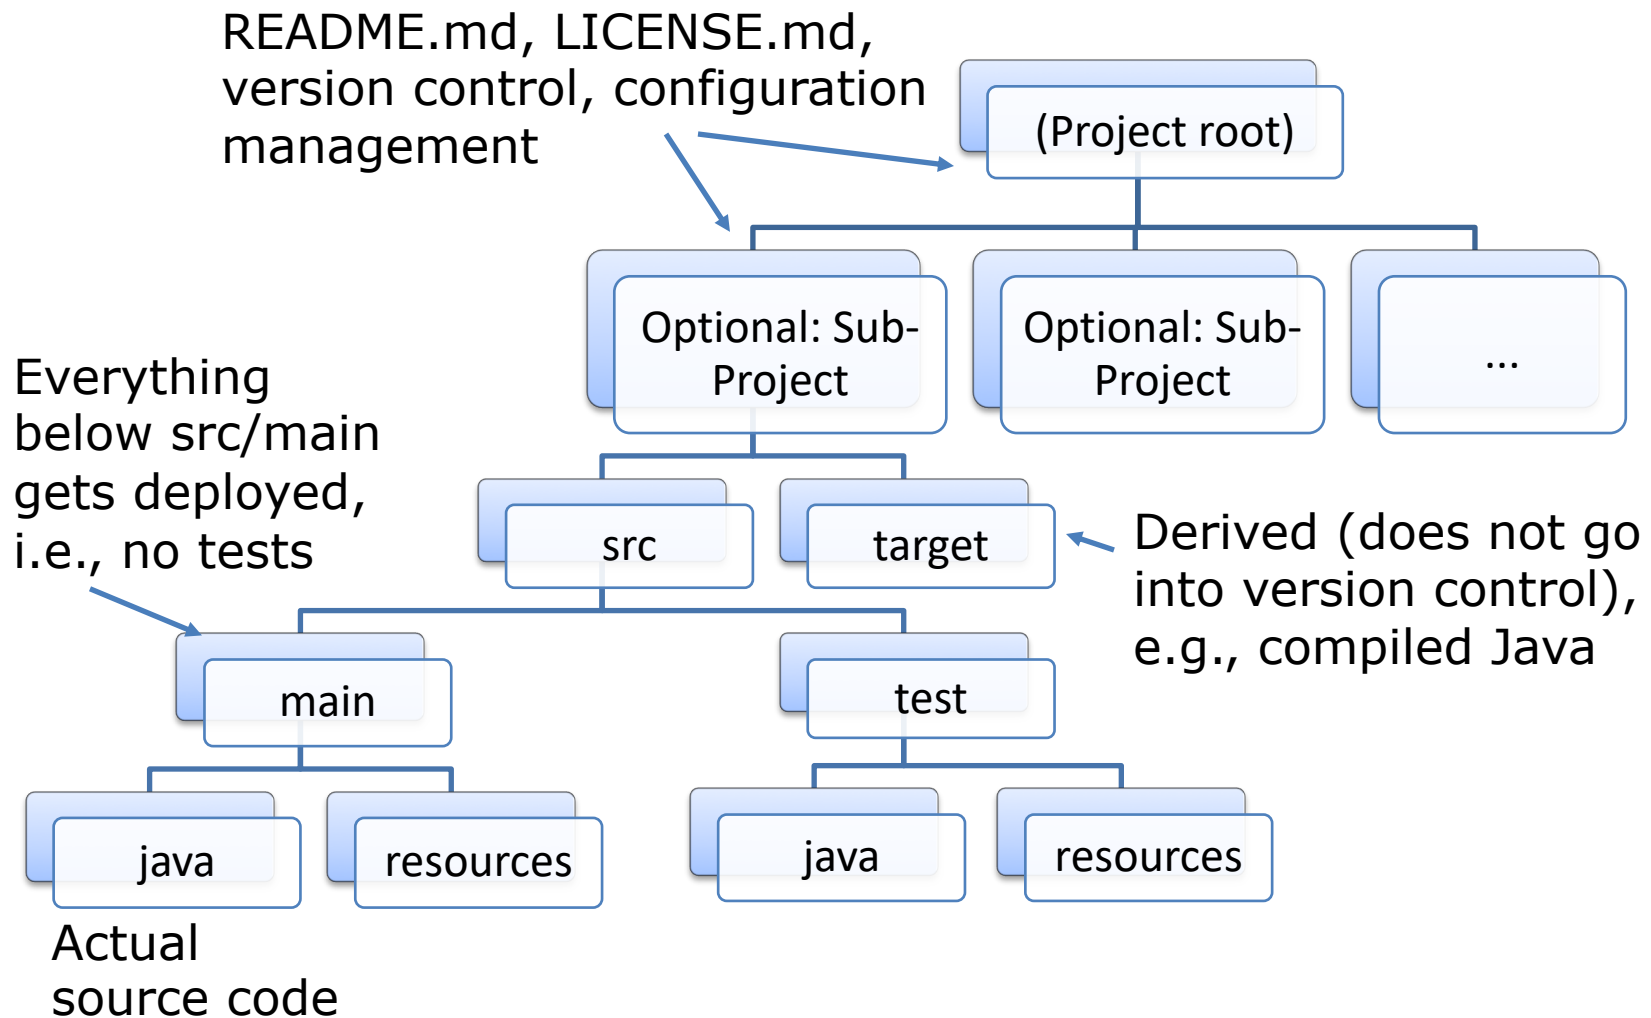 README.md, LICENSE.md,
version control, configuration
management
(Project root)
Optional: Sub-
Project
Optional: Sub-
Project
...
Everything
below src/main
gets deployed,
i.e., no tests
src
target
Derived (does not go
into version control),
e.g., compiled Java
main
test
java
resources
java
resources
Actual
source code